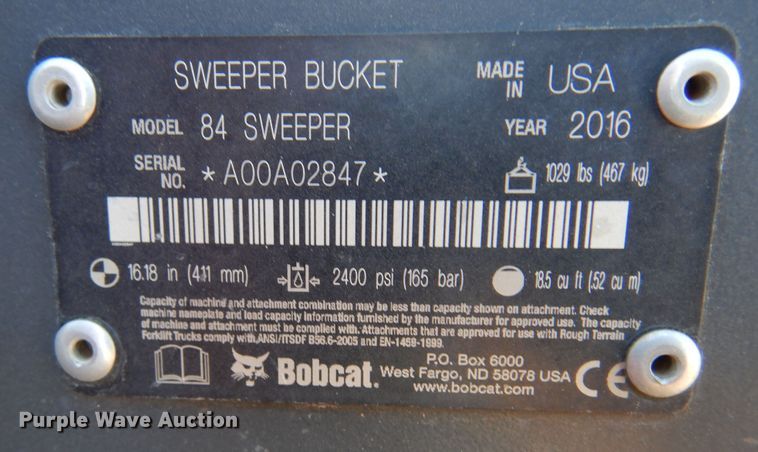 SWEEPER BUCKET
MADE IN USA
MODEL 84 SWEEPER
YEAR 2016
SERIAL NO. *A00A02847*
1029 lbs (467 kg)
16.18 in (411 mm)
2400 psi (165 bar)
18.5 cu ft (.52 cu m)
Capacity of machine and attachment combination may be less than capacity shown on attachment. Check
machine nameplate and load capacity information furnished by the manufacturer for approved use. The capacity
of machine and attachment must be complied with. Attachments that are approved for use with Rough Terrain
Forklift Trucks comply with ANSI/ITSDF B56.6-2005 and EN-1459-1999.
Bobcat.
P.O. Box 6000
West Fargo, ND 58078 USA
www.bobcat.com
CE
Purple Wave Auction